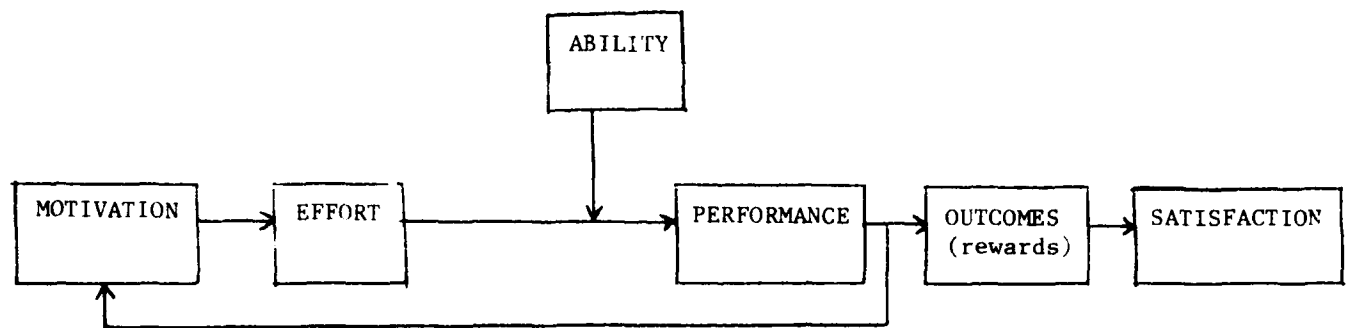 ABILITY
MOTIVATION
EFFORT
PERFORMANCE
OUTCOMES
(rewards)
SATISFACTION